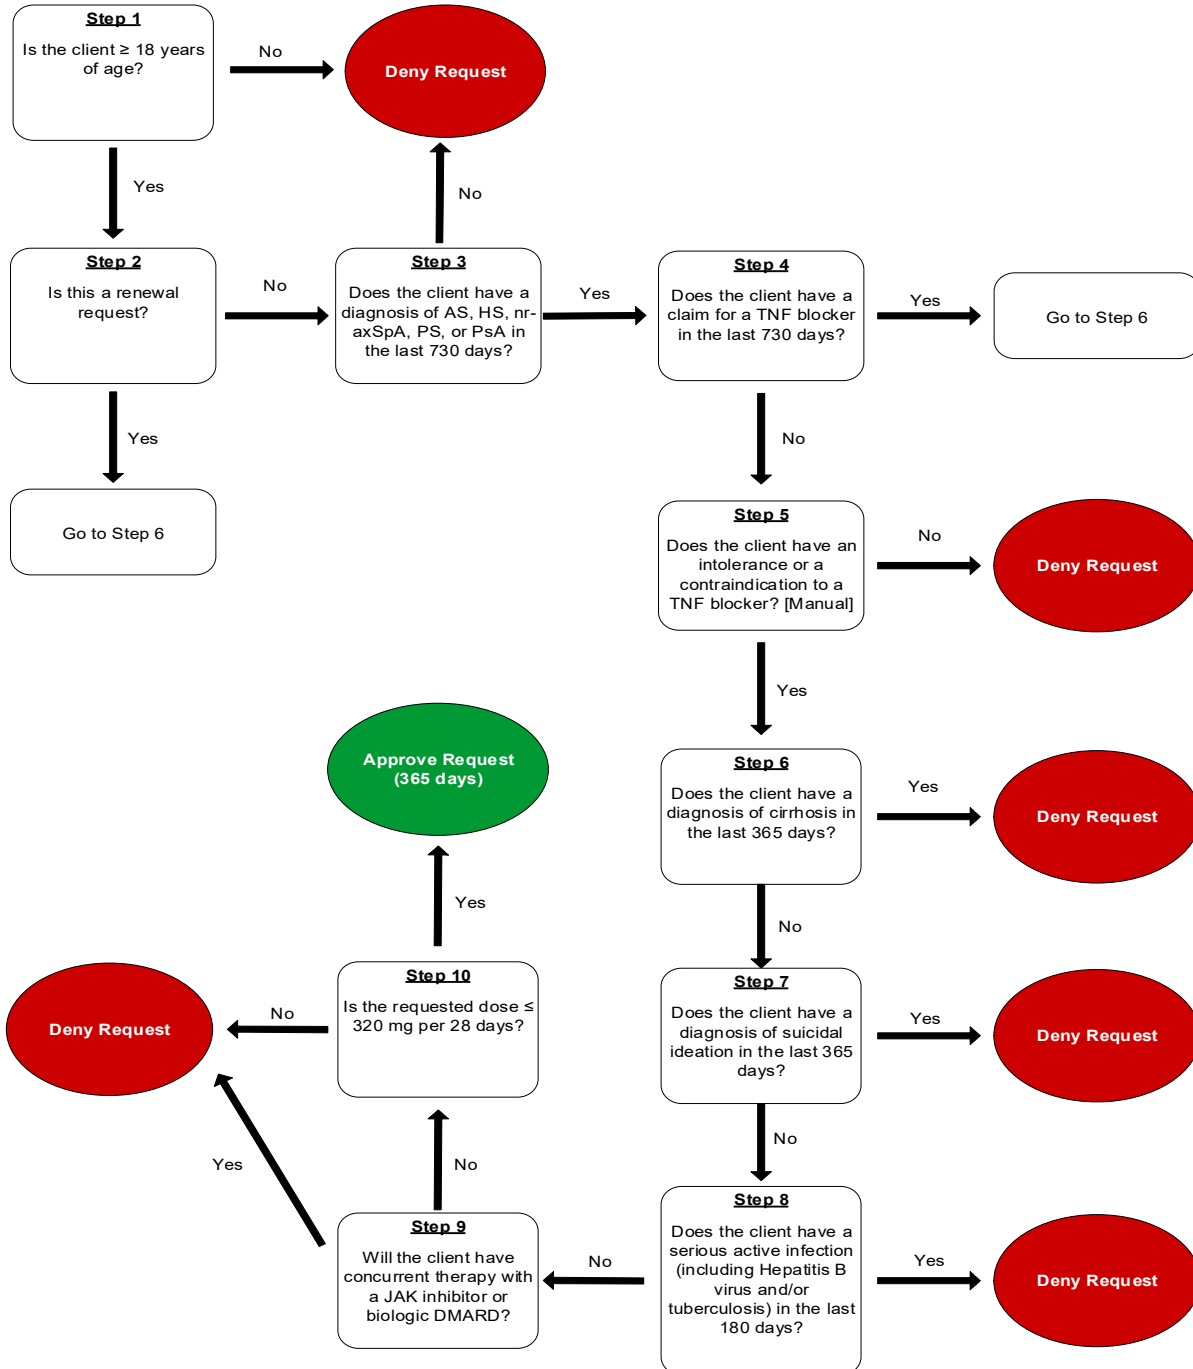 Step 1
Is the client ≥ 18 years
of age?
No
Deny Request
Yes
No
Step 2
Is this a renewal
request?
No
Step 3
Does the client have a
diagnosis of AS, HS, nr-
axSpA, PS, or PsA in
the last 730 days?
Yes
Step 4
Does the client have a
claim for a TNF blocker
in the last 730 days?
Yes
Go to Step 6
Yes
Go to Step 6
No
Step 5
Does the client have an
intolerance or a
contraindication to a
TNF blocker? [Manual]
No
Deny Request
Yes
Step 6
Does the client have a
diagnosis of cirrhosis in
the last 365 days?
Yes
Deny Request
No
Step 7
Does the client have a
diagnosis of suicidal
ideation in the last 365
days?
Yes
Deny Request
No
Step 8
Does the client have a
serious active infection
(including Hepatitis B
virus and/or
tuberculosis) in the last
180 days?
Yes
Deny Request
No
Step 9
Will the client have
concurrent therapy with
a JAK inhibitor or
biologic DMARD?
Yes
No
Step 10
Is the requested dose ≤
320 mg per 28 days?
No
Deny Request
Yes
Approve Request
(365 days)